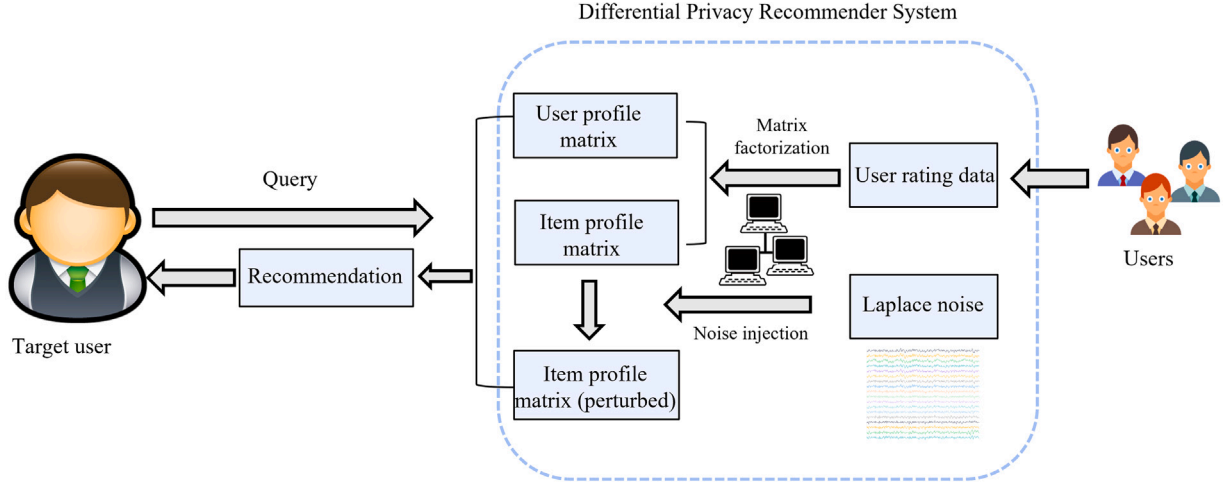 Differential Privacy Recommender System
User profile
matrix
Matrix
factorization
User rating data
Query
Item profile
matrix
Recommendation
Users
Laplace noise
Noise injection
Target user
Item profile
matrix (perturbed)